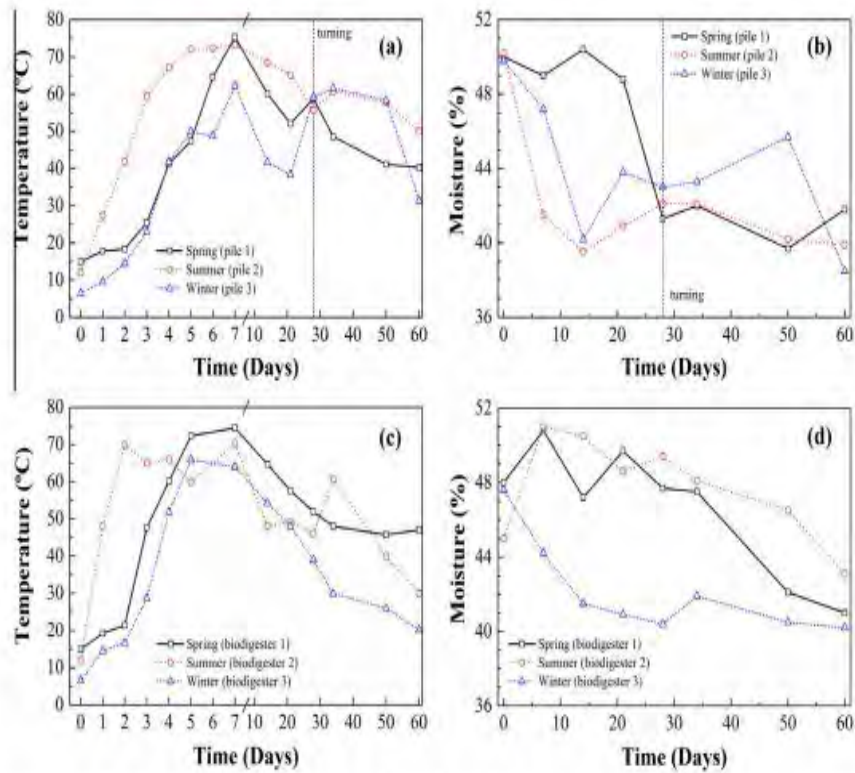 80
70
60
50
40
30
20
10
0
Temperature (°C)
turning
(a)
Spring (pile 1)
Summer (pile 2)
Winter (pile 3)
0 1 2 3 4 5 6 7 10 20 30 40 50 60
Time (Days)
52
48
44
40
36
Moisture (%)
Spring (pile 1)
Summer (pile 2)
Winter (pile 3)
(b)
turning
0 10 20 30 40 50 60
Time (Days)
80
70
60
50
40
30
20
10
0
Temperature (°C)
(c)
Spring (biodigester 1)
Summer (biodigester 2)
Winter (biodigester 3)
0 1 2 3 4 5 6 7 10 20 30 40 50 60
Time (Days)
52
48
44
40
36
Moisture (%)
(d)
Spring (biodigester 1)
Summer (biodigester 2)
Winter (biodigester 3)
0 10 20 30 40 50 60
Time (Days)